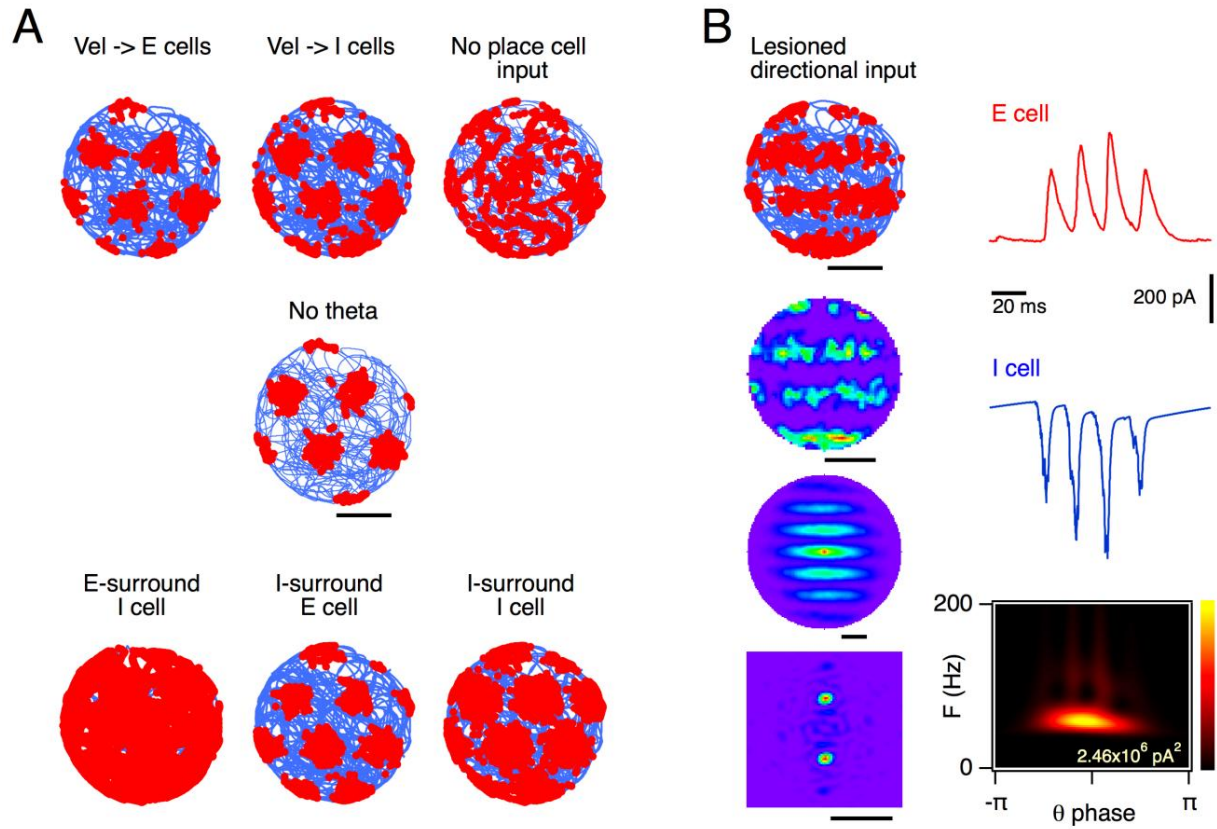 A
Vel -> E cells
Vel -> I cells
No place cell
input
No theta
E-surround
I cell
I-surround
E cell
I-surround
I cell
B
Lesioned
directional input
E cell
20 ms
200 pA
I cell
200
F (Hz)
0
2.46x10⁶ pA²
-π
θ phase
π